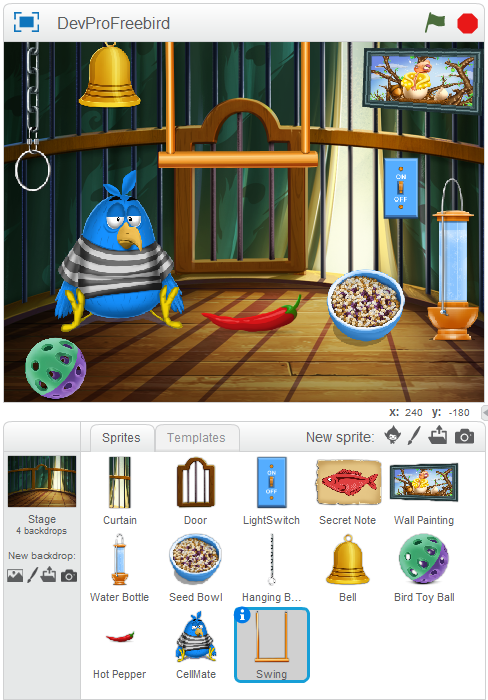 DevProFreebird
ON
OFF
x: 240 y: -180
Sprites
Templates
New sprite:
Stage
4 backdrops
New backdrop:
Curtain
Door
ON
OFF
LightSwitch
Secret Note
Wall Painting
Water Bottle
Seed Bowl
Hanging B...
Bell
Bird Toy Ball
Hot Pepper
CellMate
Swing